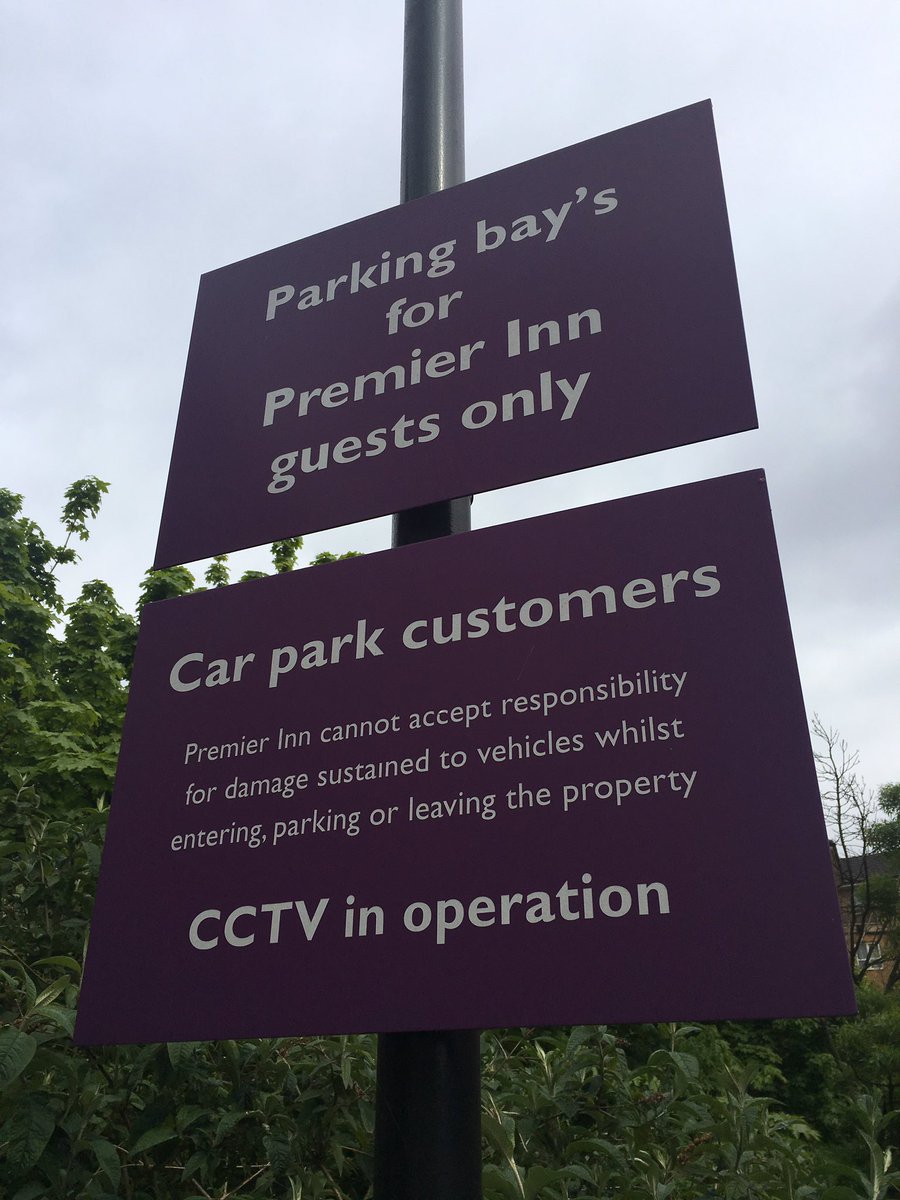 Parking bay's
for
Premier Inn
guests only
Car park customers
Premier Inn cannot accept responsibility
for damage sustained to vehicles whilst
entering, parking or leaving the property
CCTV in operation